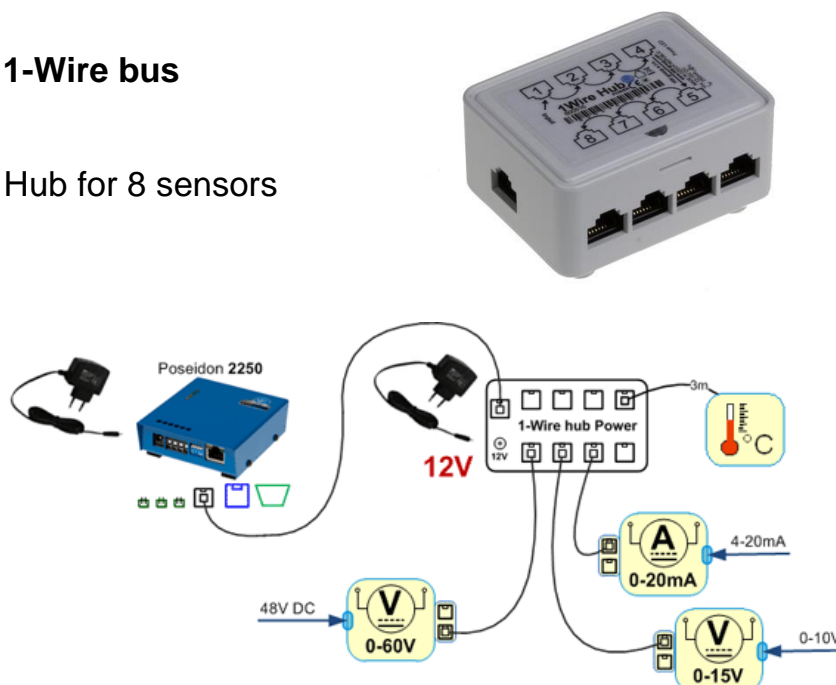 1-Wire bus
Hub for 8 sensors
1 2 3 4
Input
1Wire Hub
8 7 6 5
Poseidon 2250
3m
1-Wire hub Power
12V
12V
°C
A
4-20mA
0-20mA
48V DC
V
0-60V
V
0-10V
0-15V